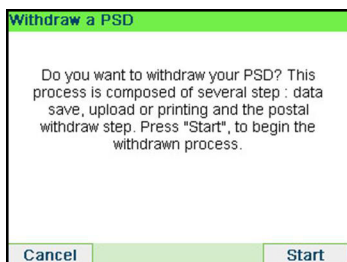 Withdraw a PSD
Do you want to withdraw your PSD? This
process is composed of several step : data
save, upload or printing and the postal
withdraw step. Press "Start", to begin the
withdrawn process.
Cancel Start